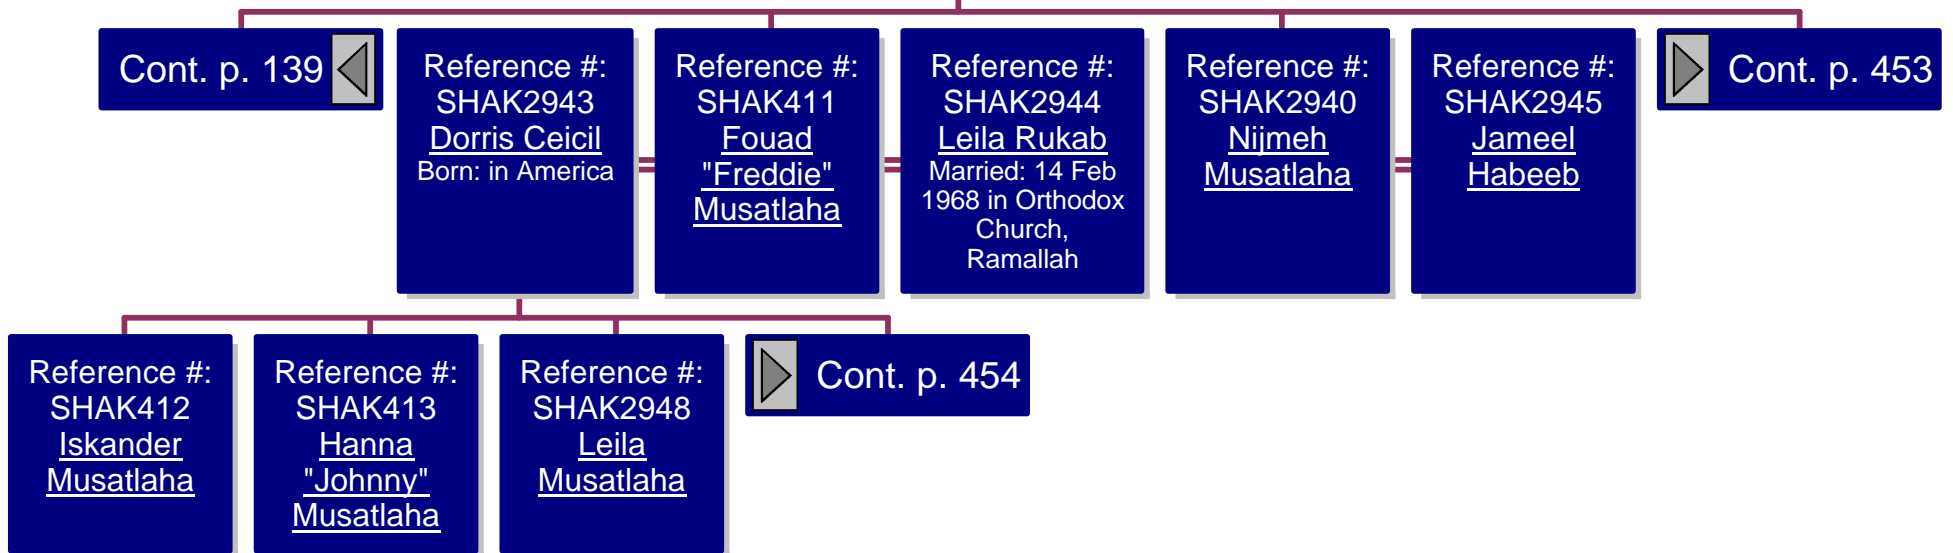 Cont. p. 139
Reference #:
SHAK2943
Dorris Ceicil
Born: in America
Reference #:
SHAK411
Fouad
"Freddie"
Musatlaha
Reference #:
SHAK2944
Leila Rukab
Married: 14 Feb
1968 in Orthodox
Church,
Ramallah
Reference #:
SHAK2940
Nijmeh
Musatlaha
Reference #:
SHAK2945
Jameel
Habeeb
Cont. p. 453
Reference #:
SHAK412
Iskander
Musatlaha
Reference #:
SHAK413
Hanna
"Johnny"
Musatlaha
Reference #:
SHAK2948
Leila
Musatlaha
Cont. p. 454